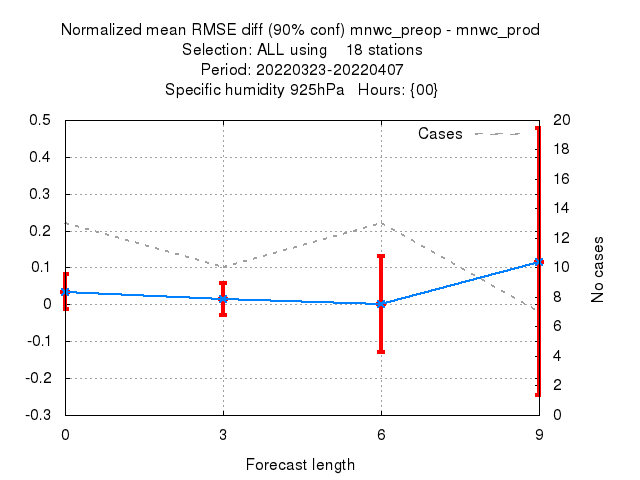 Normalized mean RMSE diff (90% conf) mnwc_preop - mnwc_prod
Selection: ALL using    18 stations
Period: 20220323-20220407
Specific humidity 925hPa   Hours: {00}
Cases
0.5
0.4
0.3
0.2
0.1
0
-0.1
-0.2
-0.3
20
18
16
14
12
10
8
6
4
2
0
No cases
0 3 6 9
Forecast length